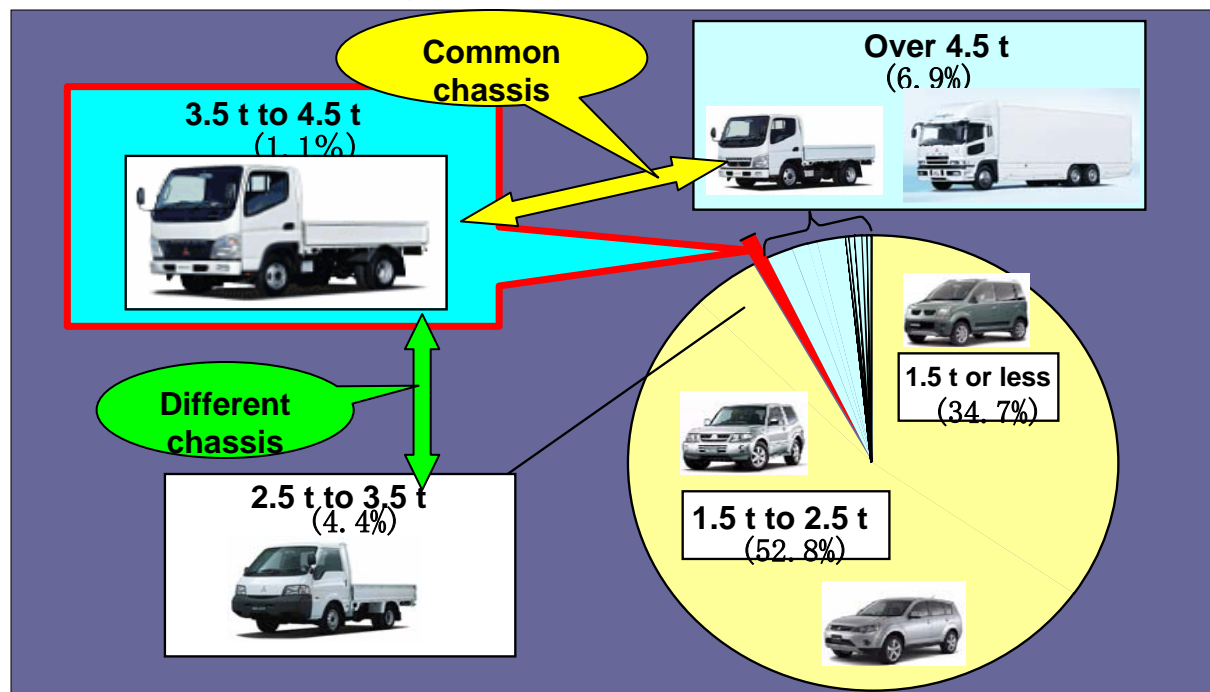 Common
chassis
Over 4.5 t
(6.9%)
3.5 t to 4.5 t
(1.1%)
1.5 t or less
(34.7%)
Different
chassis
2.5 t to 3.5 t
(4.4%)
1.5 t to 2.5 t
(52.8%)